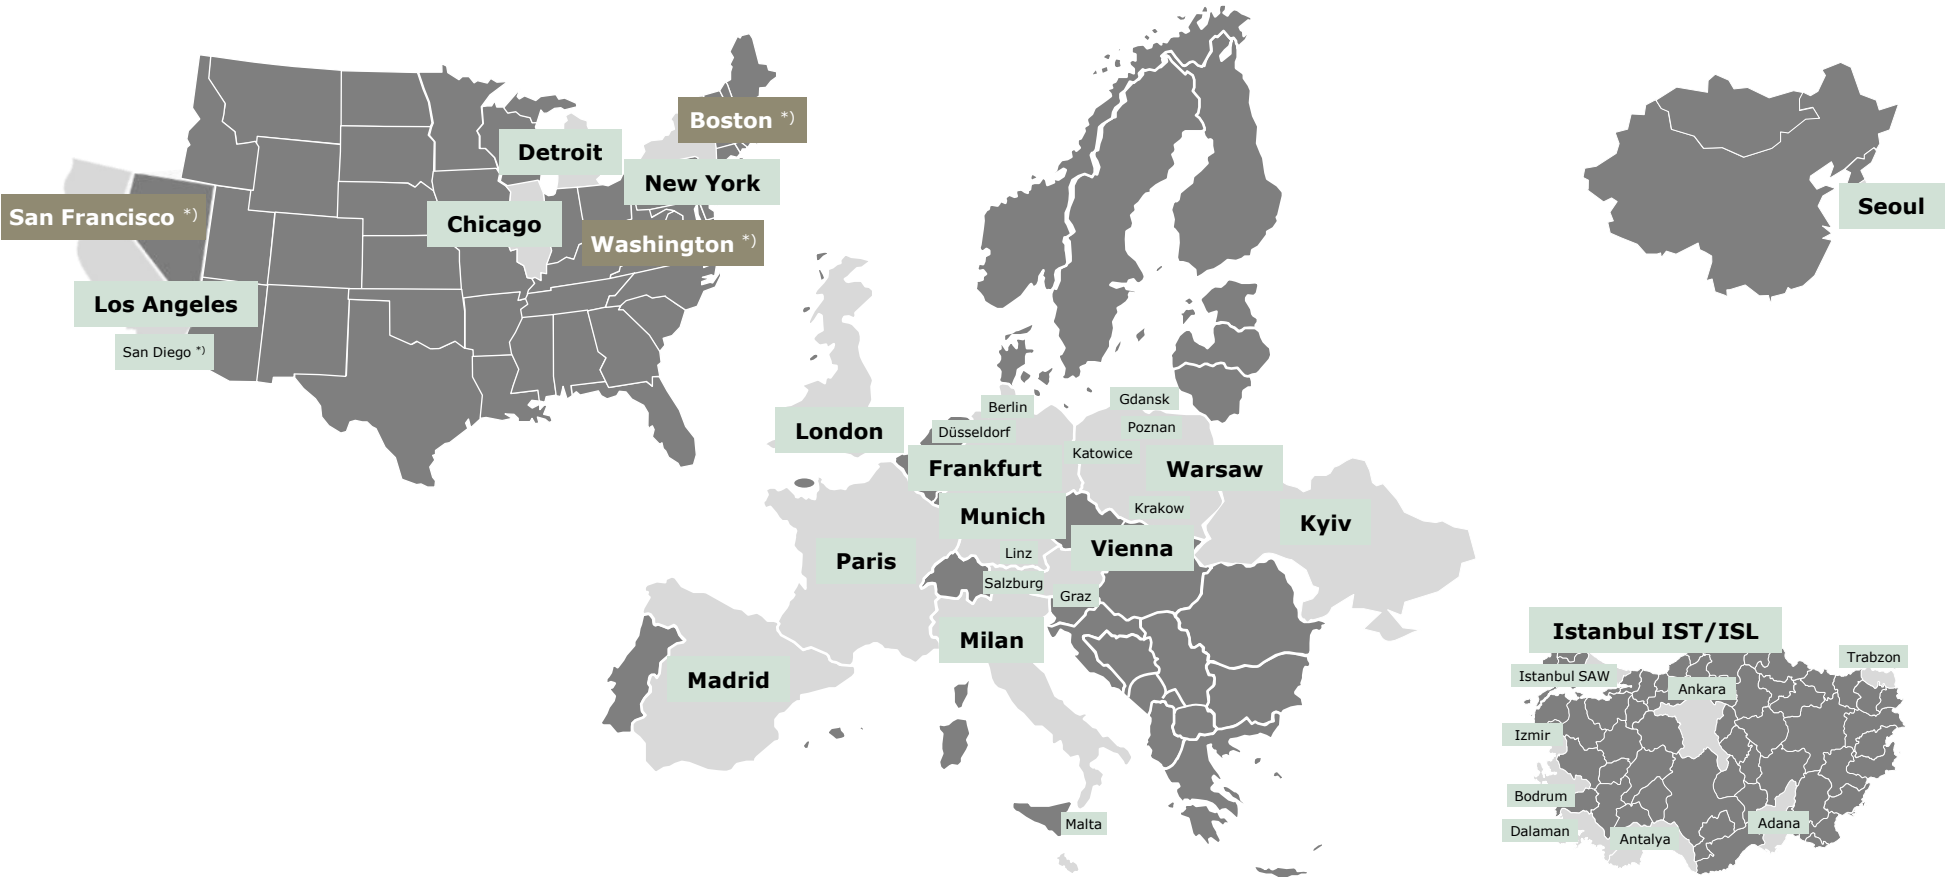 Boston *)
Detroit
New York
San Francisco *)
Chicago
Washington *)
Los Angeles
San Diego *)
London
Berlin
Gdansk
Düsseldorf
Poznan
Katowice
Frankfurt
Warsaw
Munich
Krakow
Kyiv
Vienna
Linz
Paris
Salzburg
Graz
Milan
Madrid
Malta
Seoul
Istanbul IST/ISL
Trabzon
Istanbul SAW
Ankara
Izmir
Bodrum
Dalaman
Antalya
Adana